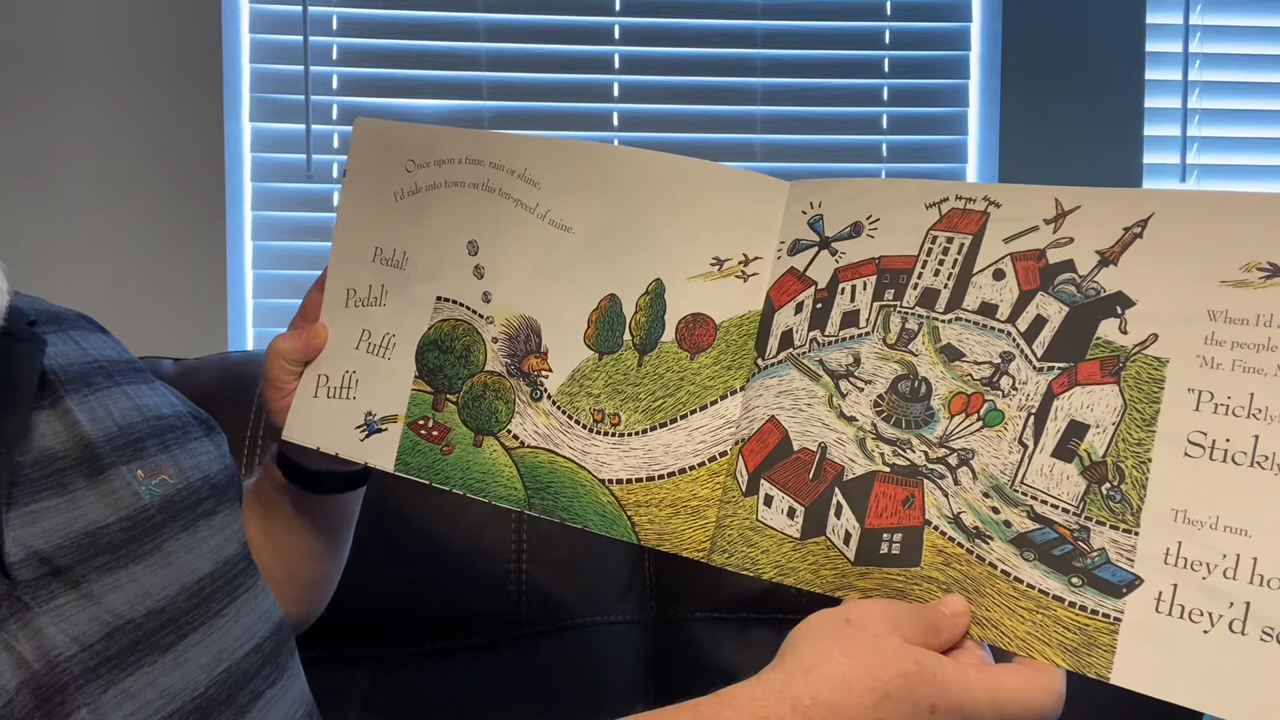 Once upon a time, rain or shine,
I'd ride into town on this ten-speed of mine.
Pedal!
Pedal!
Puff!
Puff!
When I'd
the people
"Mr. Fine,
"Prickly
Stickly
They'd run,
they'd
they'd